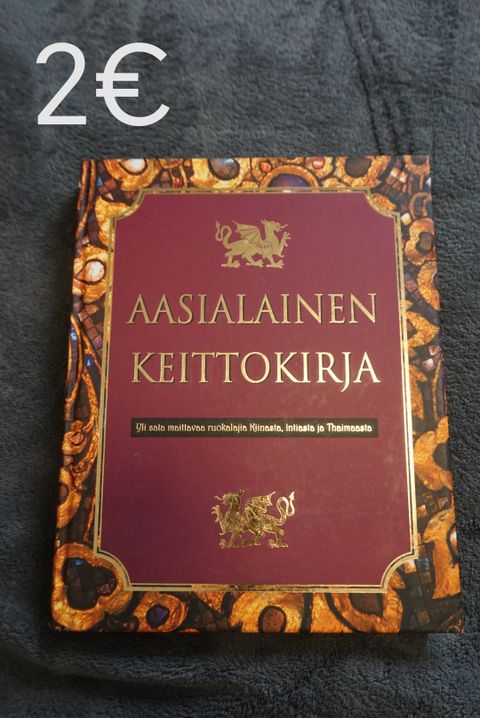 2€
AASIALAINEN
KEITTOKIRJA
Yli sata maittavaa ruokalajia Kiinasta, Intiasta ja Thaimaasta